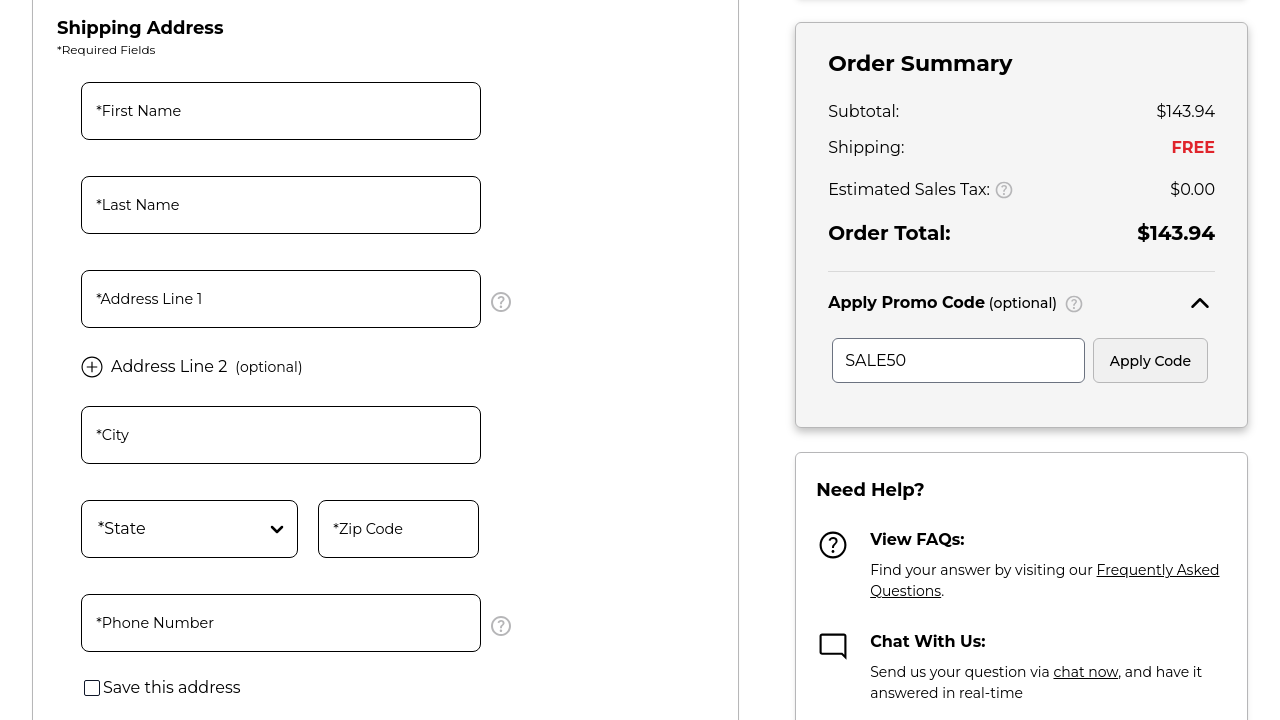 Shipping Address
*Required Fields
*First Name
*Last Name
*Address Line 1
Address Line 2 (optional)
*City
*State
*Zip Code
*Phone Number
Save this address
Order Summary
Subtotal: $143.94
Shipping: FREE
Estimated Sales Tax: $0.00
Order Total: $143.94
Apply Promo Code (optional)
SALE50
Apply Code
Need Help?
View FAQs:
Find your answer by visiting our Frequently Asked
Questions.
Chat With Us:
Send us your question via chat now, and have it
answered in real-time